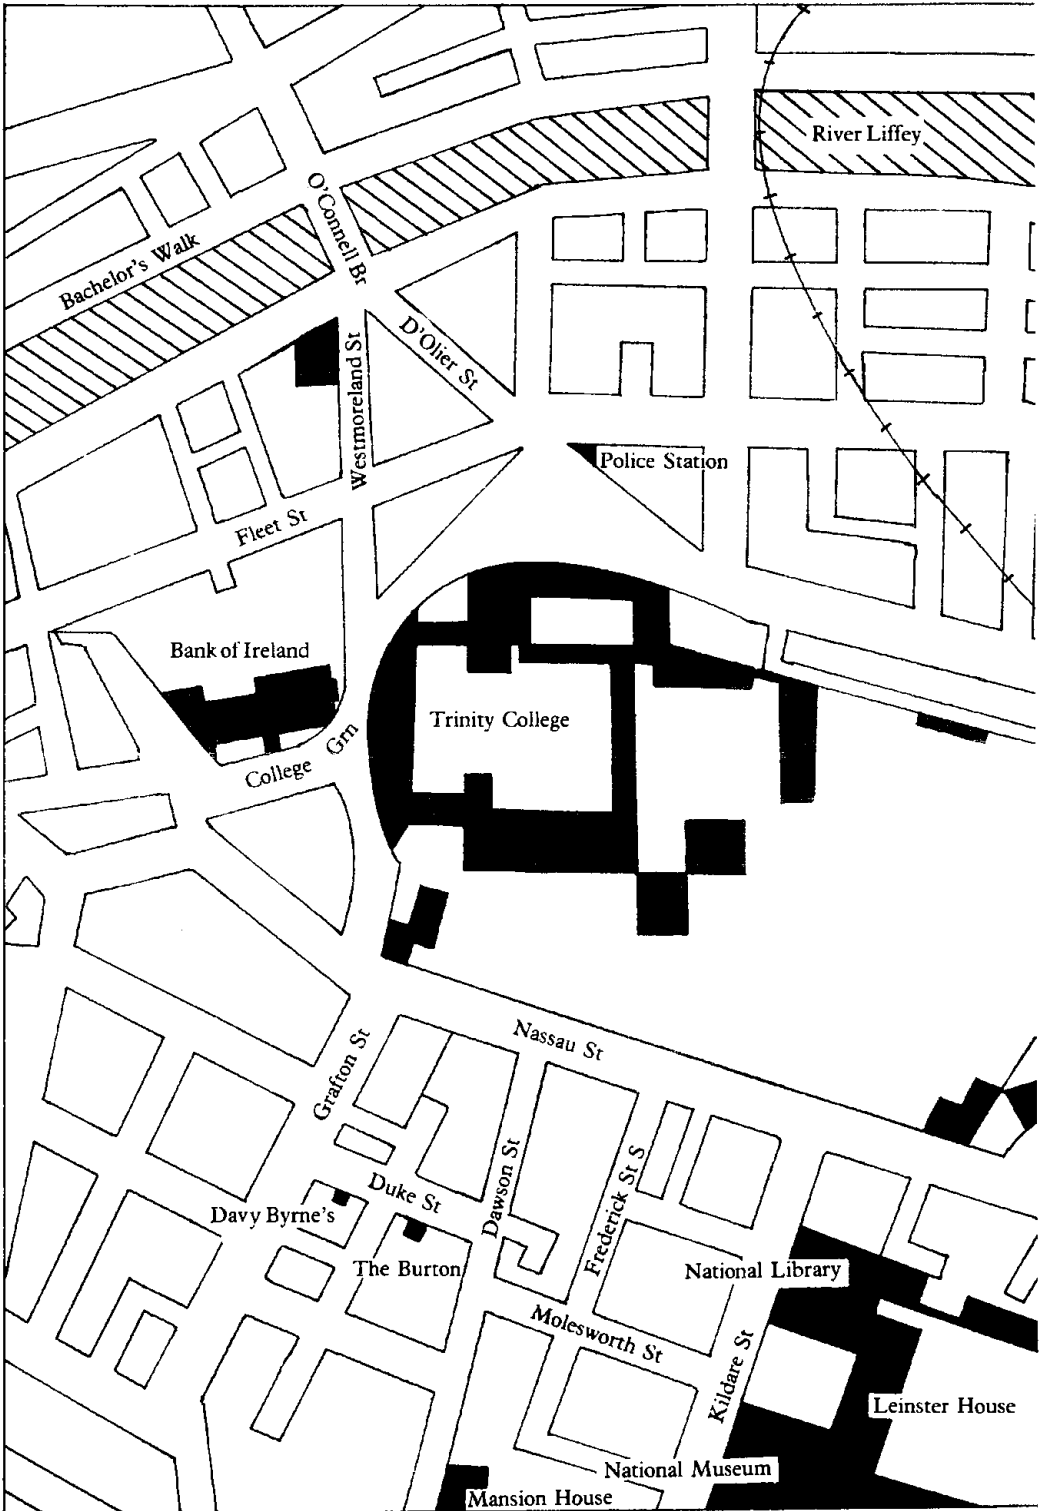 River Liffey
O'Connell Br
Bachelor's Walk
D'Olier St
Westmoreland St
Police Station
Fleet St
Bank of Ireland
Trinity College
College Grn
Nassau St
Grafton St
Dawson St
Frederick St S
Duke St
Davy Byrne's
The Burton
National Library
Molesworth St
Kildare St
Leinster House
National Museum
Mansion House